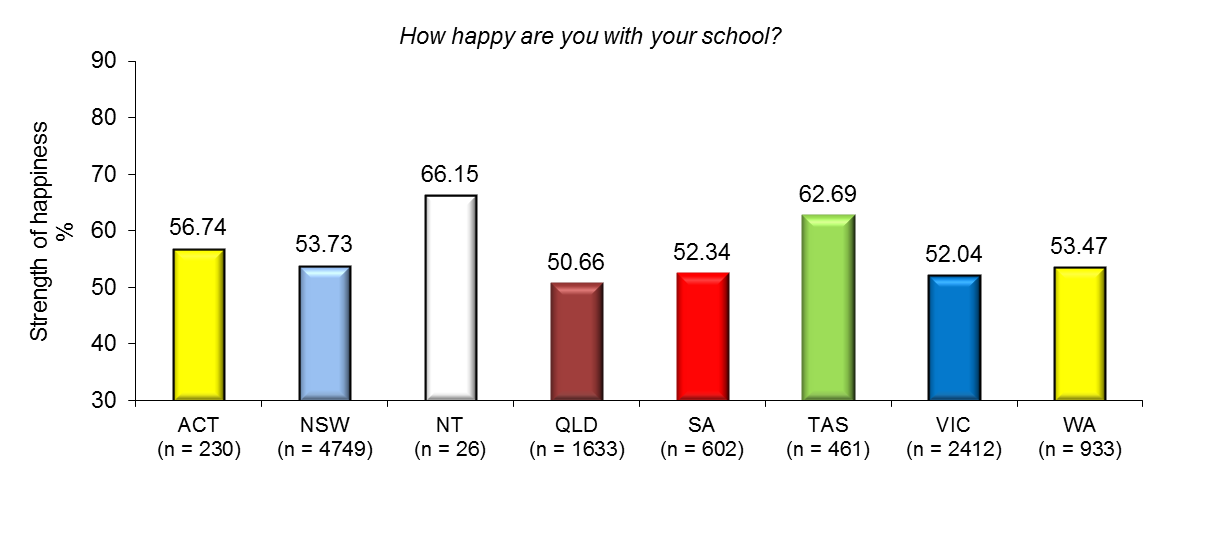 How happy are you with your school?
Strength of happiness
%
90
80
70
60
50
40
30
56.74
53.73
66.15
50.66
52.34
62.69
52.04
53.47
ACT
(n = 230)
NSW
(n = 4749)
NT
(n = 26)
QLD
(n = 1633)
SA
(n = 602)
TAS
(n = 461)
VIC
(n = 2412)
WA
(n = 933)